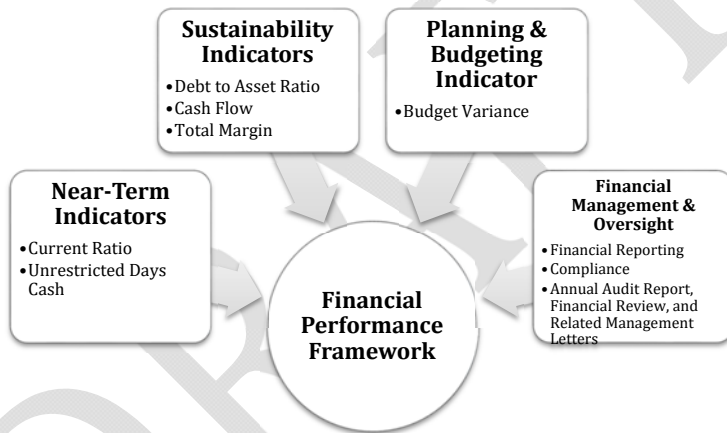 Sustainability
Indicators
•Debt to Asset Ratio
•Cash Flow
•Total Margin
Planning &
Budgeting
Indicator
•Budget Variance
Near-Term
Indicators
•Current Ratio
•Unrestricted Days
Cash
Financial
Management &
Oversight
•Financial Reporting
•Compliance
•Annual Audit Report,
Financial Review, and
Related Management
Letters
Financial
Performance
Framework